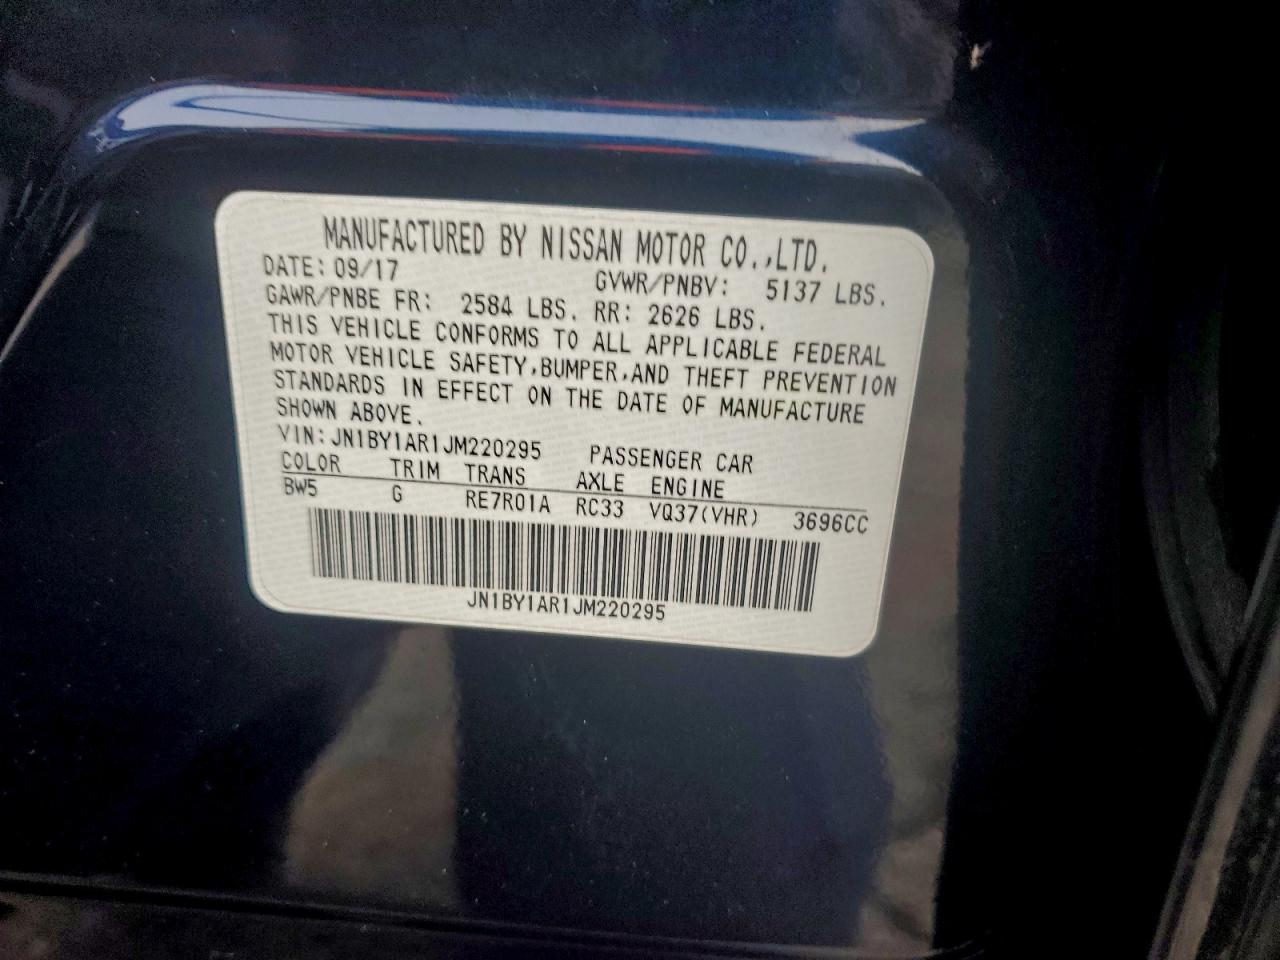 MANUFACTURED BY NISSAN MOTOR CO.,LTD.
DATE: 09/17 GVWR/PNBV: 5137 LBS.
GAWR/PNBE FR: 2584 LBS. RR: 2626 LBS.
THIS VEHICLE CONFORMS TO ALL APPLICABLE FEDERAL
MOTOR VEHICLE SAFETY,BUMPER,AND THEFT PREVENTION
STANDARDS IN EFFECT ON THE DATE OF MANUFACTURE
SHOWN ABOVE.
VIN:JN1BY1AR1JM220295 PASSENGER CAR
COLOR TRIM TRANS AXLE ENGINE
BW5 G RE7R01A RC33 VQ37(VHR) 3696CC
JN1BY1AR1JM220295